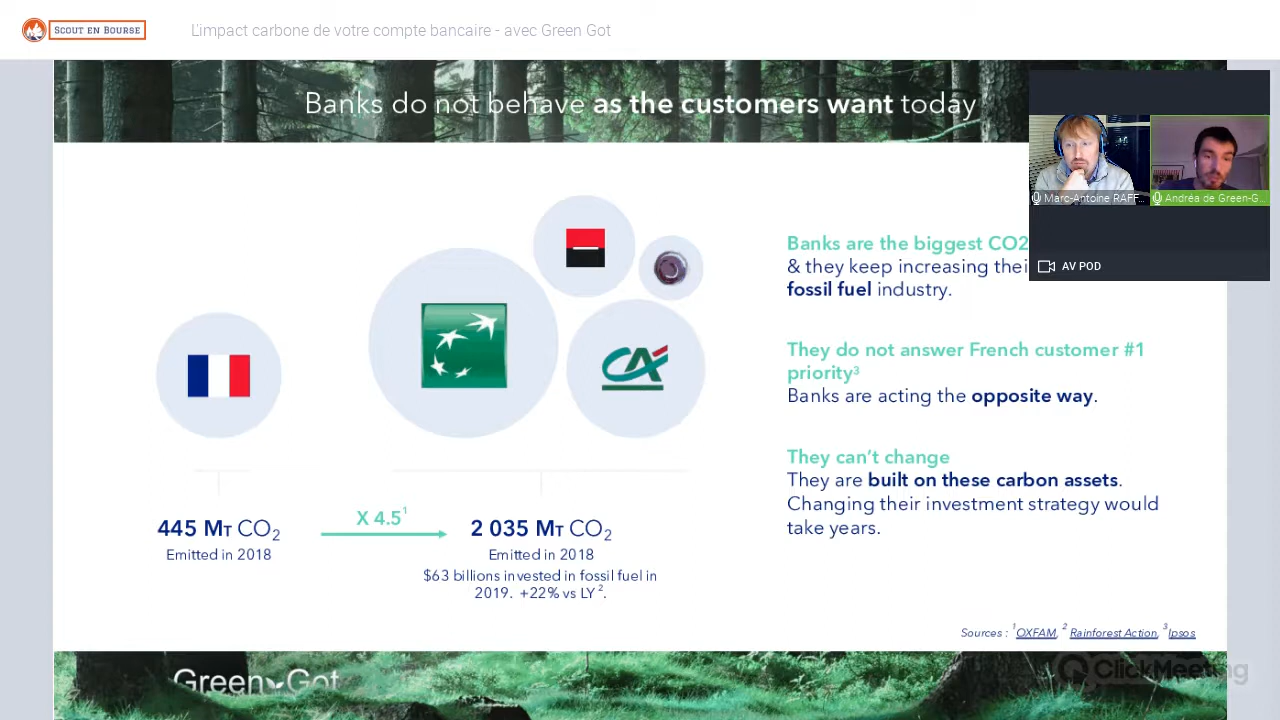 SCOUT EN BOURSE
L'impact carbone de votre compte bancaire - avec Green Got
Banks do not behave as the customers want today
Marc-Antoine RAFF...
Andréa de Green-G...
AV POD
Banks are the biggest CO2
& they keep increasing thei
fossil fuel industry.
They do not answer French customer #1
priority³
Banks are acting the opposite way.
They can't change
They are built on these carbon assets.
Changing their investment strategy would
take years.
445 MT CO2
Emitted in 2018
X 4.5¹
2 035 MT CO2
Emitted in 2018
$63 billions invested in fossil fuel in
2019. +22% vs LY ².
Sources : ¹OXFAM, ² Rainforest Action, ³Ipsos
Green Got
ClickMeeting